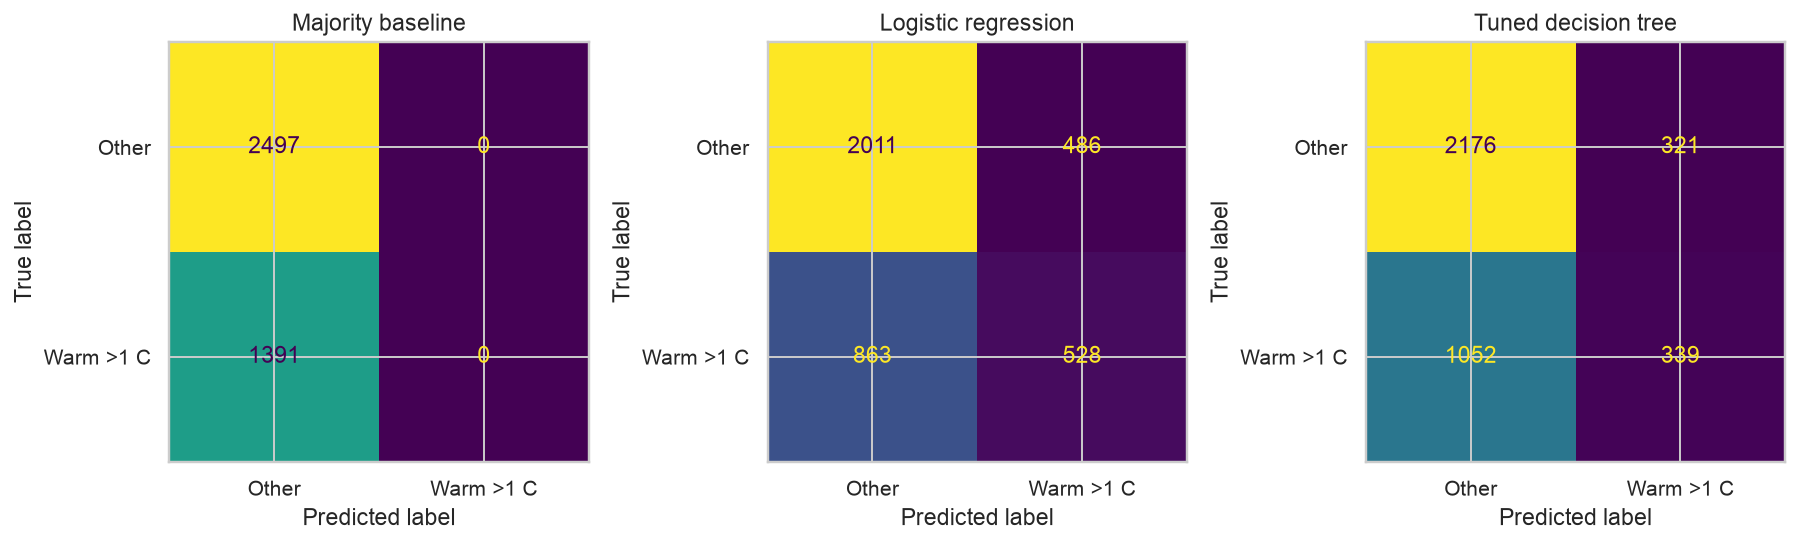 Majority baseline
True label
Other
Warm >1 C
2497
0
1391
0
Other
Warm >1 C
Predicted label
Logistic regression
True label
Other
Warm >1 C
2011
486
863
528
Other
Warm >1 C
Predicted label
Tuned decision tree
True label
Other
Warm >1 C
2176
321
1052
339
Other
Warm >1 C
Predicted label